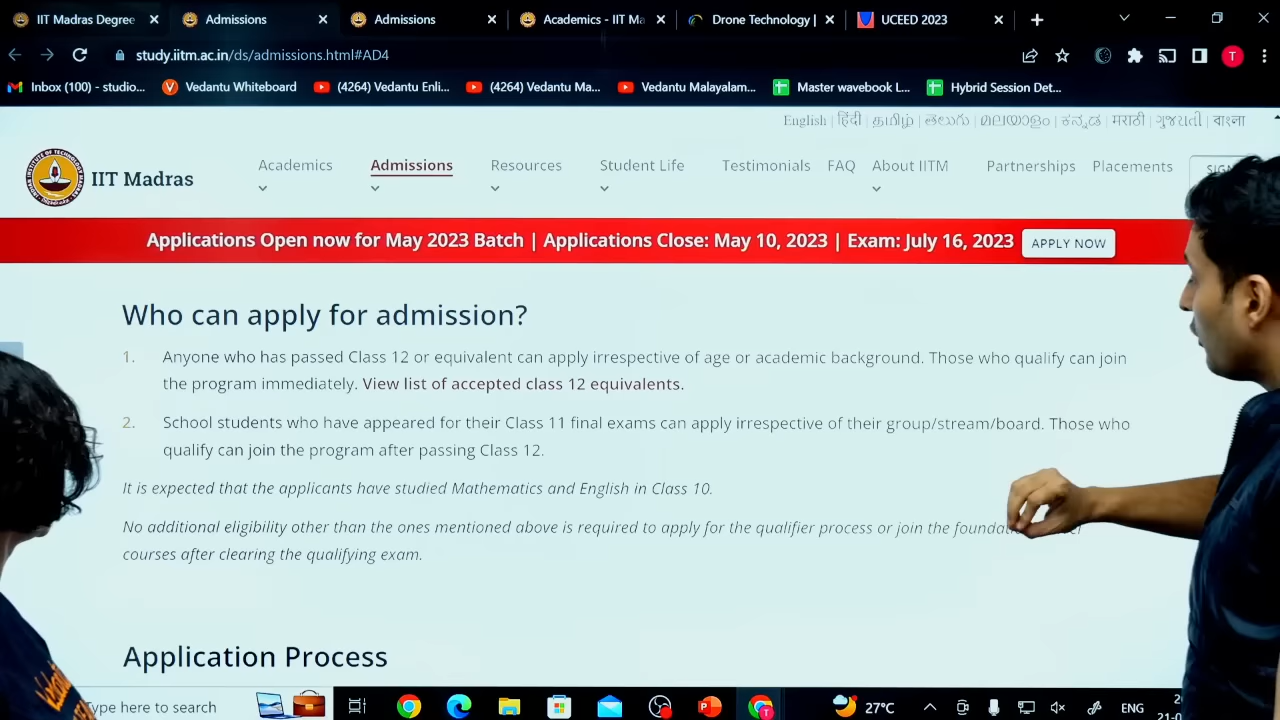 IIT Madras Degree
Admissions
Admissions
Academics - IIT Ma
Drone Technology |
UCEED 2023
study.iitm.ac.in/ds/admissions.html#AD4
T
Inbox (100) - studio...
Vedantu Whiteboard
(4264) Vedantu Enli...
(4264) Vedantu Ma...
Vedantu Malayalam...
Master wavebook L...
Hybrid Session Det...
English | हिंदी | தமிழ் | తెలుగు | മലയാളം | ಕನ್ನಡ | मराठी | ગુજરાતી | বাংলা
IIT Madras
Academics
Admissions
Resources
Student Life
Testimonials
FAQ
About IITM
Partnerships
Placements
Applications Open now for May 2023 Batch | Applications Close: May 10, 2023 | Exam: July 16, 2023 APPLY NOW
Who can apply for admission?
1. Anyone who has passed Class 12 or equivalent can apply irrespective of age or academic background. Those who qualify can join
the program immediately. View list of accepted class 12 equivalents.
2. School students who have appeared for their Class 11 final exams can apply irrespective of their group/stream/board. Those who
qualify can join the program after passing Class 12.
It is expected that the applicants have studied Mathematics and English in Class 10.
No additional eligibility other than the ones mentioned above is required to apply for the qualifier process or join the
courses after clearing the qualifying exam.
Application Process
ype here to search
27°C
ENG